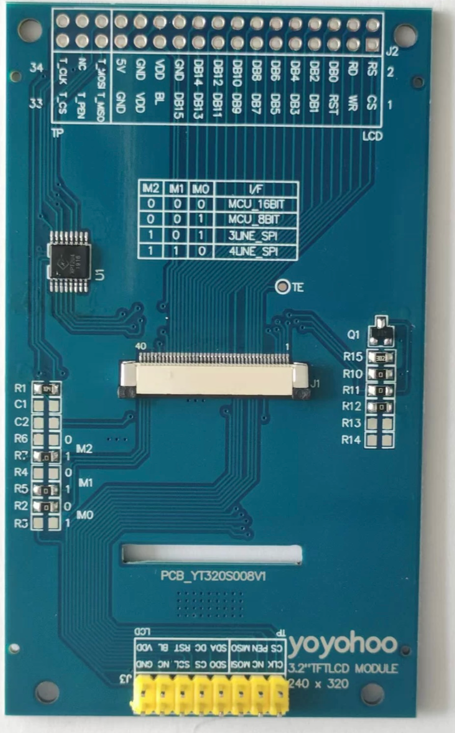 J2
34
2
T_CLK NC T_MOSI 5V GND VDD GND DB14 DB12 DB10 DB8 DB6 DB4 DB2 DB0 RD RS
T_CS T_PEN T_MISO GND VDD BL DB15 DB13 DB11 DB9 DB7 DB5 DB3 DB1 RST WR CS
33
1
TP
LCD
IM2 IM1 IM0 I/F
0 0 0 MCU_16BIT
0 0 1 MCU_8BIT
1 0 1 3LINE_SPI
1 1 0 4LINE_SPI
U1
TE
Q1
40
1
J1
R15
R10
R11
R12
R13
R14
R1
C1
C2
R6 0
IM2
R7 1
R4 0
IM1
R5 1
R2 0
IM0
R3 1
PCB_YT320S008V1
yoyohoo
3.2"TFTLCD MODULE
240 x 320
LCD
TP
VDD BL RST DC SDA MISO PEN CS
GND NC SCL CS SDO MOSI NC CLK
J3